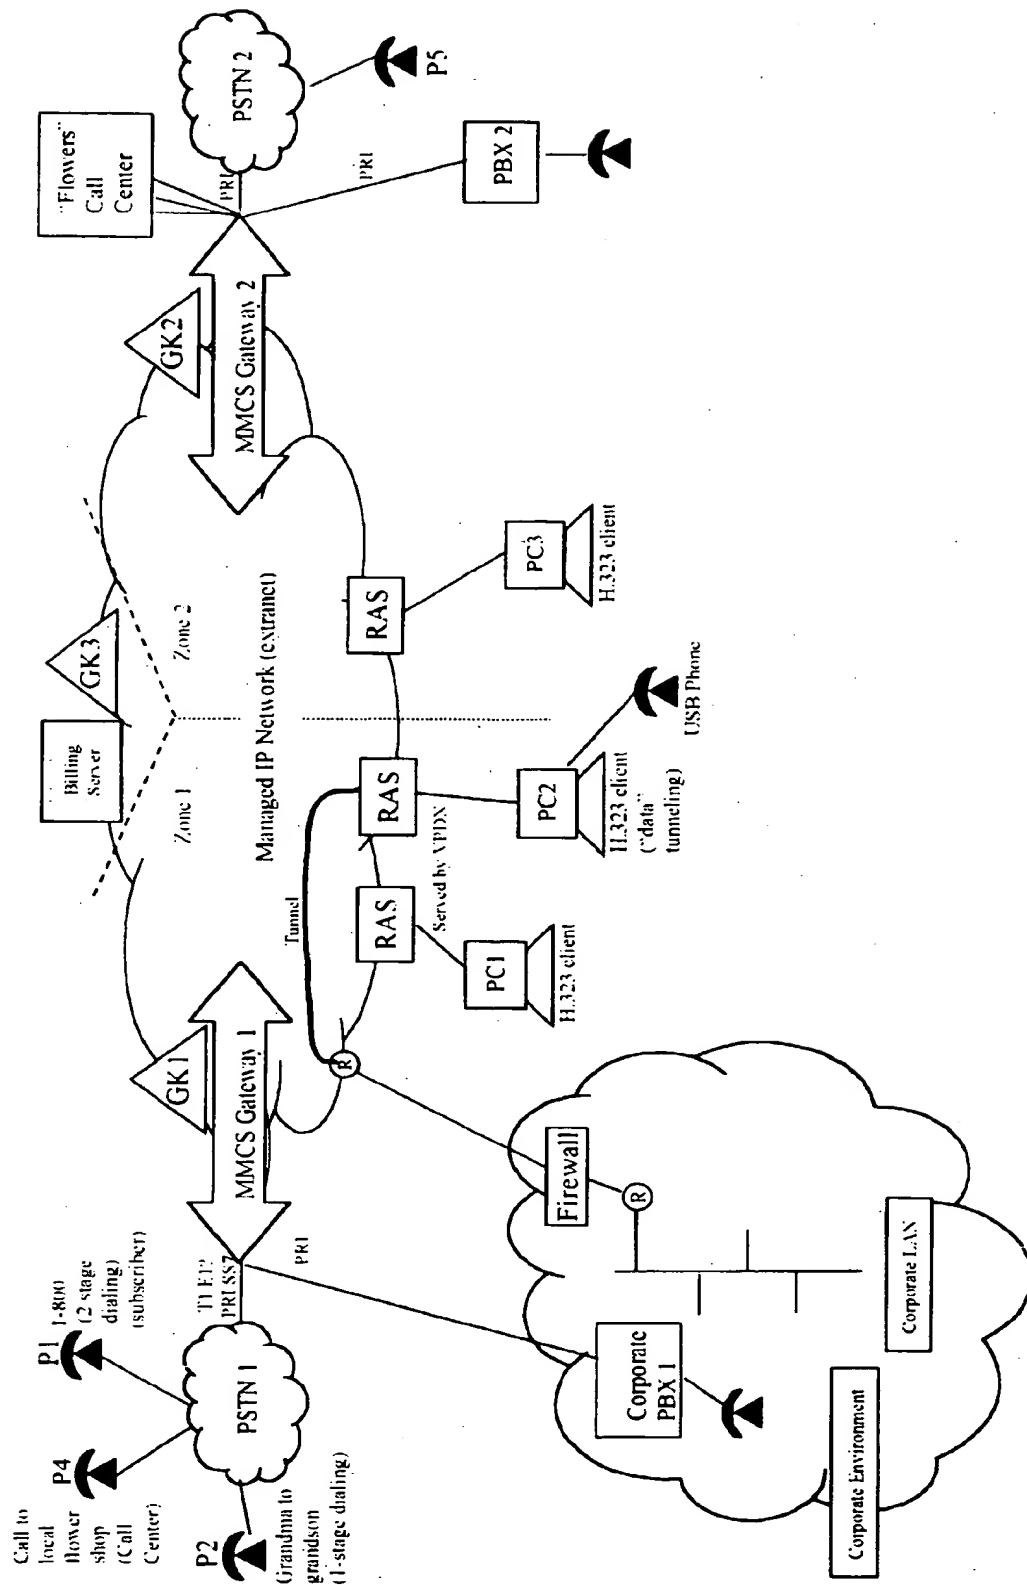 Call to
local
flower
shop
(Call
Center)
P4
P1
1-800
(2 stage
dialing)
(subscriber)
P2
Grandma to
grandson
(1-stage dialing)
PSTN 1
T1 E1?
PRI SS7
PRI
GK1
MMCS Gateway 1
Billing
Server
GK3
Zone 1
Zone 2
Managed IP Network (extranet)
Tunnel
R
RAS
RAS
RAS
Served by VPDN
PC1
H.323 client
PC2
H.323 client
("data"
tunneling)
USB Phone
PC3
H.323 client
GK2
MMCS Gateway 2
"Flowers"
Call
Center
PRI
PRI
PSTN 2
P5
PBX 2
Firewall
R
Corporate
PBX 1
Corporate LAN
Corporate Environment